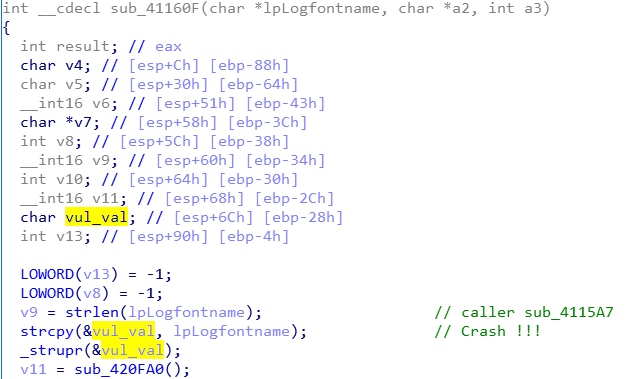 int __cdecl sub_41160F(char *lpLogfontname, char *a2, int a3)
{
int result; // eax
char v4; // [esp+Ch] [ebp-88h]
char v5; // [esp+30h] [ebp-64h]
__int16 v6; // [esp+51h] [ebp-43h]
char *v7; // [esp+58h] [ebp-3Ch]
int v8; // [esp+5Ch] [ebp-38h]
__int16 v9; // [esp+60h] [ebp-34h]
int v10; // [esp+64h] [ebp-30h]
__int16 v11; // [esp+68h] [ebp-2Ch]
char vul_val; // [esp+6Ch] [ebp-28h]
int v13; // [esp+90h] [ebp-4h]
LOWORD(v13) = -1;
LOWORD(v8) = -1;
v9 = strlen(lpLogfontname); // caller sub_4115A7
strcpy(&vul_val, lpLogfontname); // Crash !!!
_strupr(&vul_val);
v11 = sub_420FA0();